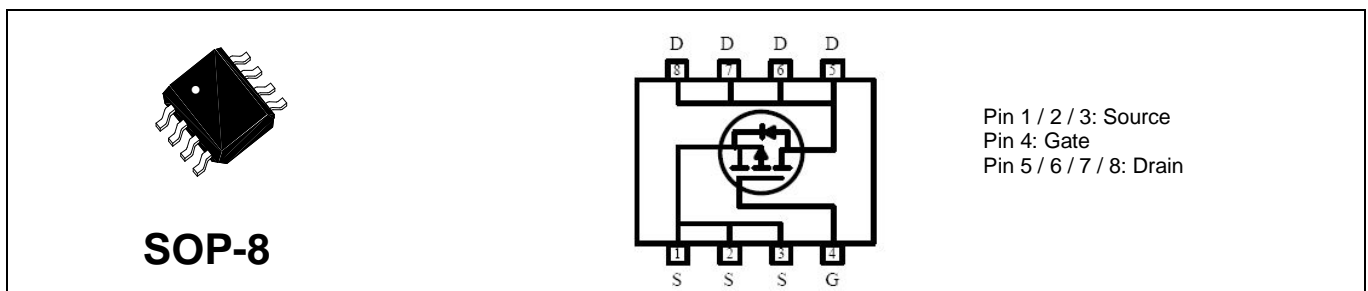 SOP-8
D D D D
8 7 6 5
1 2 3 4
S S S G
Pin 1 / 2 / 3: Source
Pin 4: Gate
Pin 5 / 6 / 7 / 8: Drain